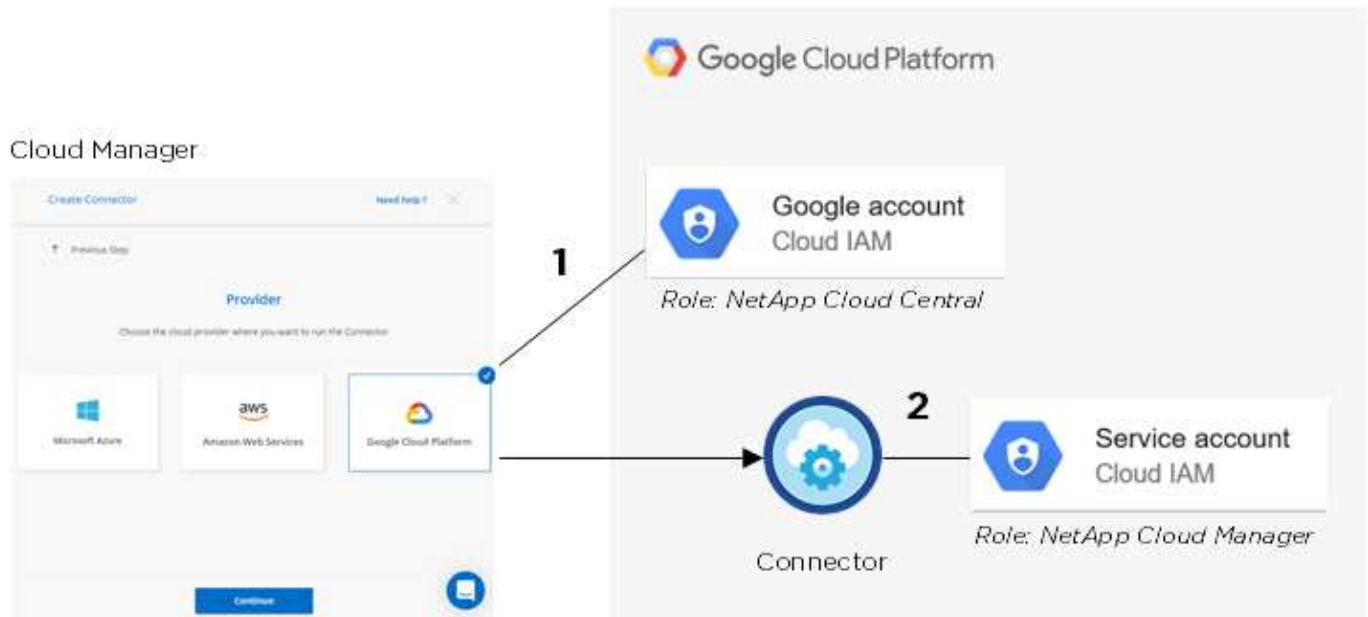 Google Cloud Platform
Cloud Manager
Create Connector
Need help ?
Previous Step
Provider
Choose the cloud provider where you want to run the Connector
Microsoft Azure
aws
Amazon Web Services
Google Cloud Platform
Continue
1
Google account
Cloud IAM
Role: NetApp Cloud Central
2
Connector
Service account
Cloud IAM
Role: NetApp Cloud Manager